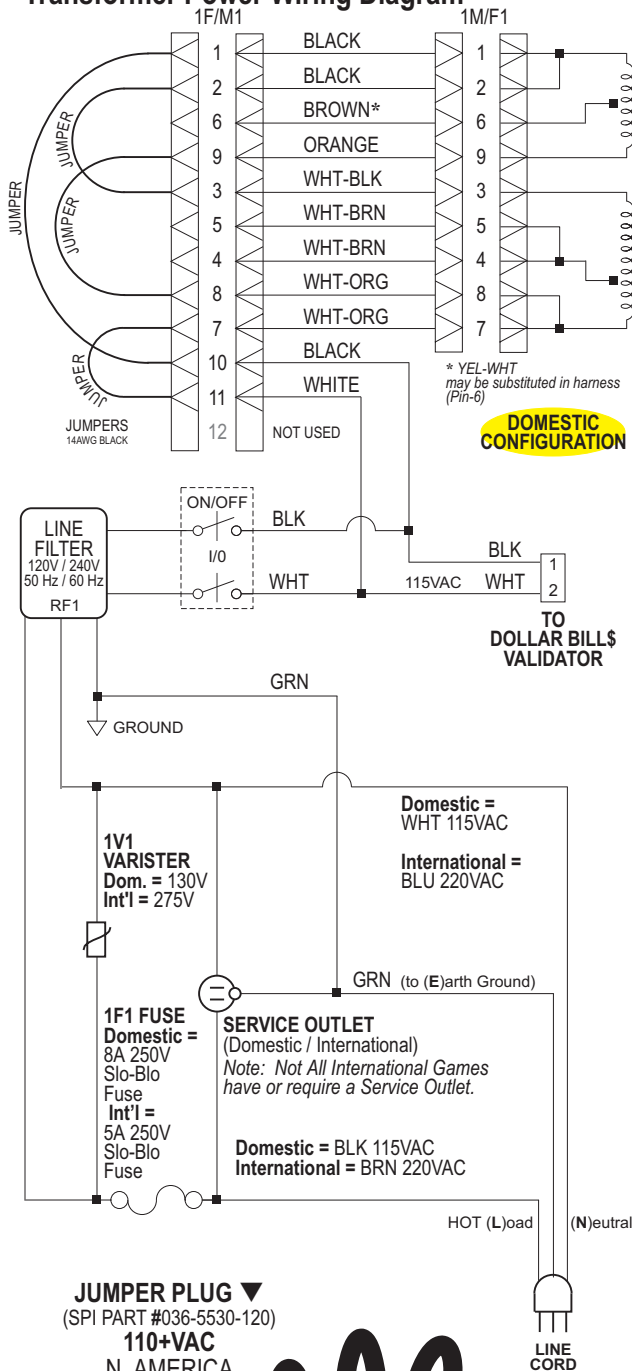 Transformer Power Wiring Diagram
1F/M1
1M/F1
1 BLACK 1
2 BLACK 2
6 BROWN* 6
9 ORANGE 9
3 WHT-BLK 3
5 WHT-BRN 5
4 WHT-BRN 4
8 WHT-ORG 8
7 WHT-ORG 7
10 BLACK
11 WHITE
12 NOT USED
JUMPER
JUMPER
JUMPER
JUMPER
JUMPERS
14AWG BLACK
* YEL-WHT
may be substituted in harness
(Pin-6)
DOMESTIC
CONFIGURATION
LINE
FILTER
120V / 240V
50 Hz / 60 Hz
RF1
ON/OFF
I/0
BLK
WHT
115VAC
BLK 1
WHT 2
TO
DOLLAR BILL$
VALIDATOR
GRN
GROUND
Domestic =
WHT 115VAC
International =
BLU 220VAC
1V1
VARISTER
Dom. = 130V
Int'l = 275V
GRN (to (E)arth Ground)
1F1 FUSE
Domestic =
8A 250V
Slo-Blo
Fuse
Int'l =
5A 250V
Slo-Blo
Fuse
SERVICE OUTLET
(Domestic / International)
Note: Not All International Games
have or require a Service Outlet.
Domestic = BLK 115VAC
International = BRN 220VAC
HOT (L)oad
(N)eutral
LINE
CORD
JUMPER PLUG ▼
(SPI PART #036-5530-120)
110+VAC
N. AMERICA